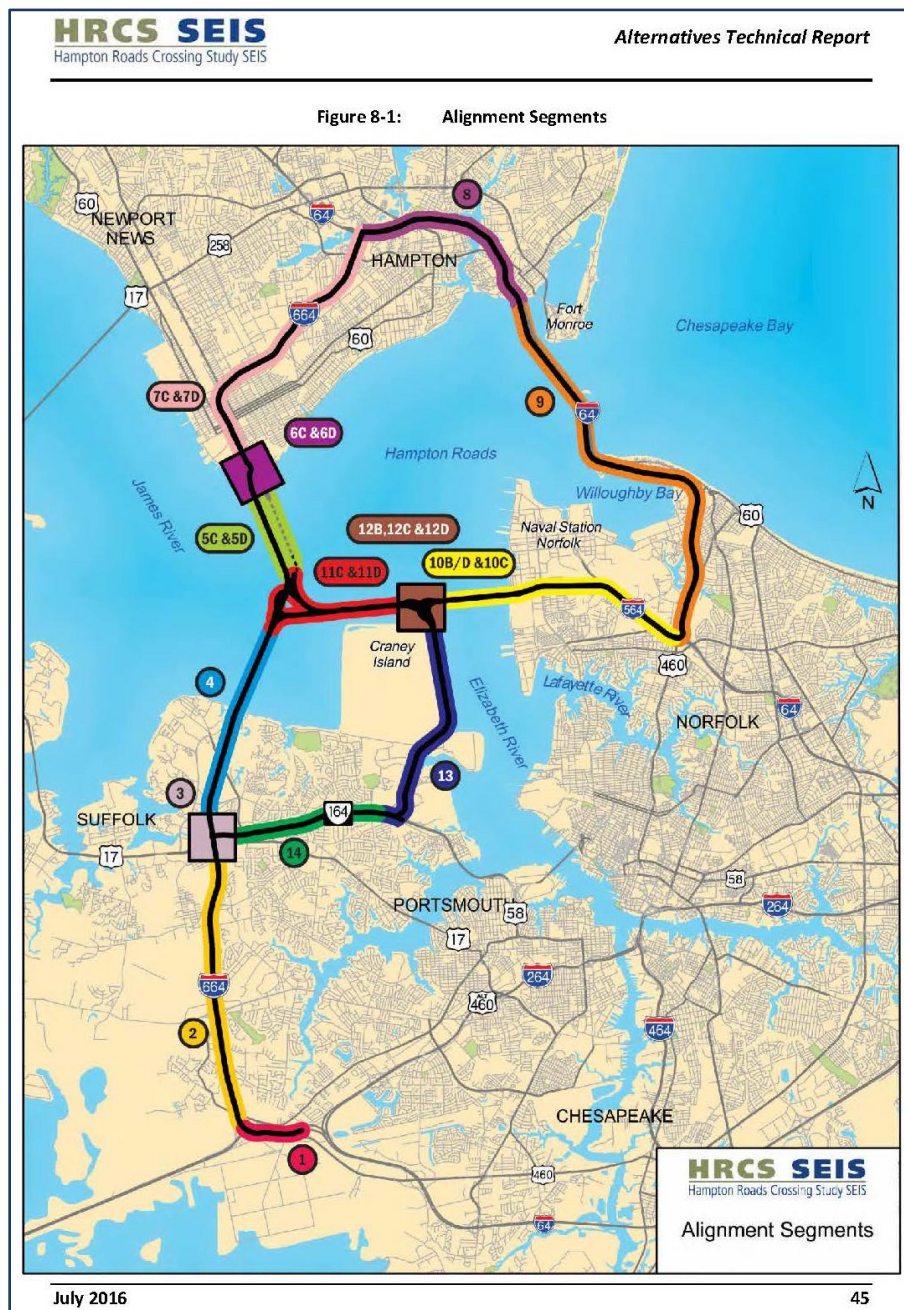 HRCS SEIS
Hampton Roads Crossing Study SEIS
Alternatives Technical Report
Figure 8-1: Alignment Segments
60
NEWPORT
NEWS
64
8
258
HAMPTON
17
664
60
Fort
Monroe
Chesapeake Bay
7C &7D
9
64
6C &6D
Hampton Roads
James River
Willoughby Bay
N
60
5C &5D
12B,12C &12D
Naval Station
Norfolk
11C &11D
10B/D &10C
564
Craney
Island
460
4
Elizabeth River
Lafayette River
64
NORFOLK
13
3
SUFFOLK
164
17
14
58
PORTSMOUTH
58
264
17
264
664
ALT
460
464
2
CHESAPEAKE
1
460
64
HRCS SEIS
Hampton Roads Crossing Study SEIS
Alignment Segments
July 2016
45